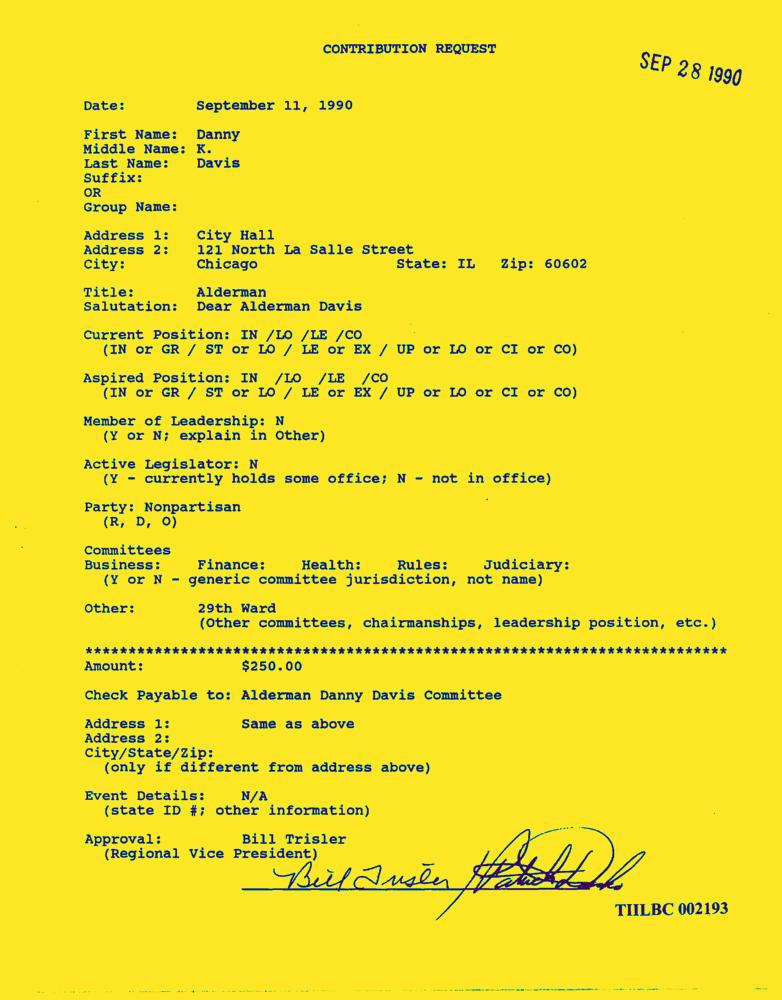 CONTRIBUTION REQUEST
SEP 28 1990
Date: September 11, 1990
First Name: Danny
Middle Name: K.
Last Name: Davis
Suffix:
OR
Group Name:
Address 1: City Hall
Address 2: 121 North La Salle Street
City: Chicago State: IL Zip: 60602
Title: Alderman
Salutation: Dear Alderman Davis
Current Position: IN /LO /LE /CO
(IN or GR / ST or LO / LE or EX / UP or LO or CI or CO)
Aspired Position: IN /LO /LE /CO
(IN or GR / ST or LO / LE or EX / UP or LO or CI or CO)
Member of Leadership: N
(Y or N; explain in Other)
Active Legislator: N
(Y - currently holds some office; N - not in office)
Party: Nonpartisan
(R, D, O)
Committees
Business: Finance: Health: Rules: Judiciary:
(Y or N - generic committee jurisdiction, not name)
Other: 29th Ward
(Other committees, chairmanships, leadership position, etc.)
**************************************************************************
Amount: $250.00
Check Payable to: Alderman Danny Davis Committee
Address 1: Same as above
Address 2:
City/State/Zip:
(only if different from address above)
Event Details: N/A
(state ID #; other information)
Approval: Bill Trisler
(Regional Vice President)
Bill Trisler
TIILBC 002193